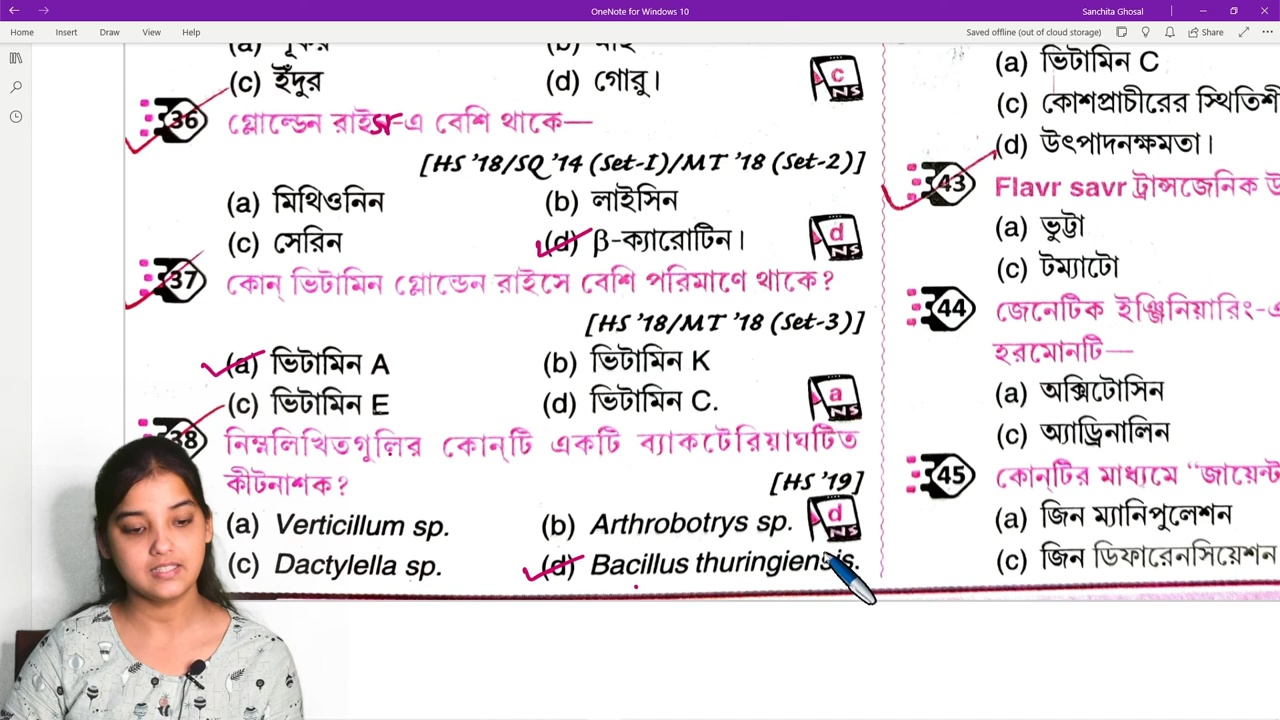 OneNote for Windows 10
Sanchita Ghosal
Home Insert Draw View Help
Saved offline (out of cloud storage)
Share
(c) ইঁদুর (d) গোরু।
c
NS
36 গোল্ডেন রাইস-এ বেশি থাকে—
[HS '18/SQ '14 (Set-I)/MT '18 (Set-2)]
(a) মিথিওনিন (b) লাইসিন
(c) সেরিন (d) β-ক্যারোটিন।
d
NS
37 কোন্ ভিটামিন গোল্ডেন রাইসে বেশি পরিমাণে থাকে?
[HS '18/MT '18 (Set-3)]
(a) ভিটামিন A (b) ভিটামিন K
(c) ভিটামিন E (d) ভিটামিন C.
a
NS
38 নিম্নলিখিতগুলির কোন্‌টি একটি ব্যাকটেরিয়াঘটিত
কীটনাশক? [HS '19]
(a) Verticillum sp. (b) Arthrobotrys sp.
(c) Dactylella sp. (d) Bacillus thuringiensis.
d
NS
(a) ভিটামিন C
(c) কোশপ্রাচীরের
(d) উৎপাদনক্ষমতা।
43 Flavr savr ট্রান্সজেনিক
(a) ভুট্টা
(c) টম্যাটো
44 জেনেটিক ইঞ্জিনিয়ারিং-এ
হরমোনটি—
(a) অক্সিটোসিন
(c) অ্যাড্রিনালিন
45 কোন্‌টির মাধ্যমে
(a) জিন ম্যানিপুলেশন
(c) জিন ডিফারেনসিয়েশন